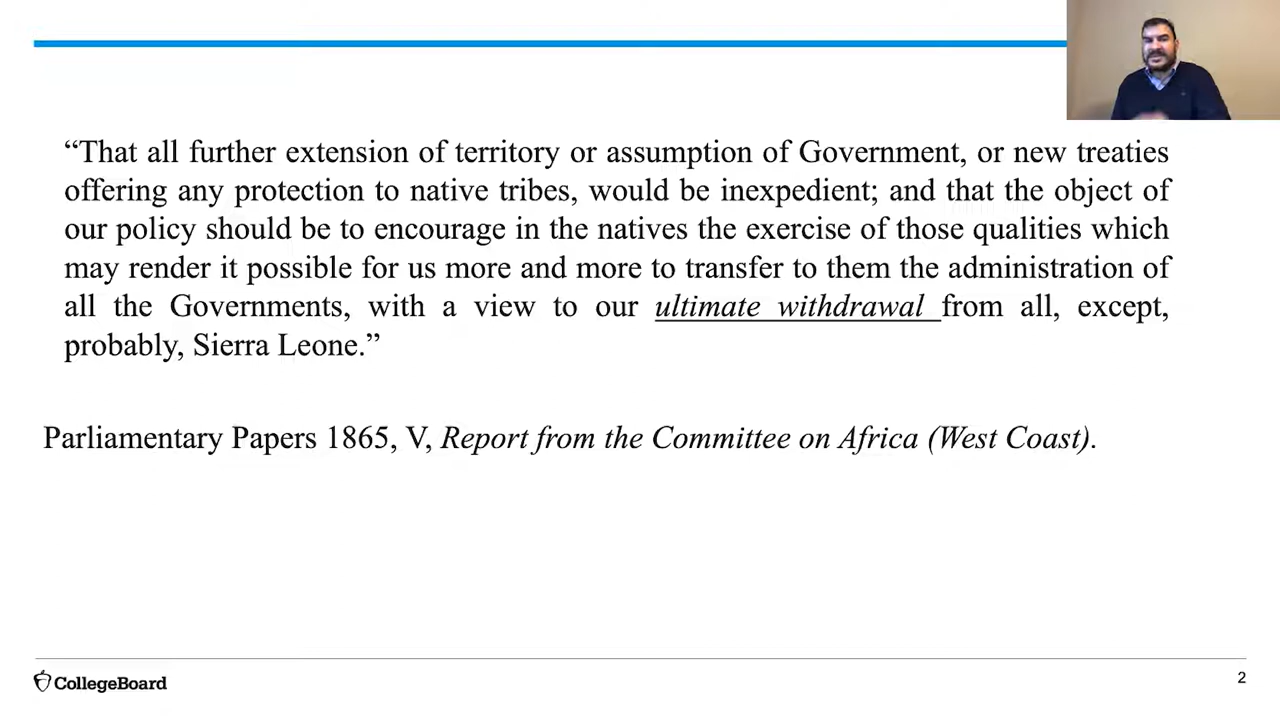 “That all further extension of territory or assumption of Government, or new treaties
offering any protection to native tribes, would be inexpedient; and that the object of
our policy should be to encourage in the natives the exercise of those qualities which
may render it possible for us more and more to transfer to them the administration of
all the Governments, with a view to our ultimate withdrawal from all, except,
probably, Sierra Leone.”
Parliamentary Papers 1865, V, Report from the Committee on Africa (West Coast).
CollegeBoard
2